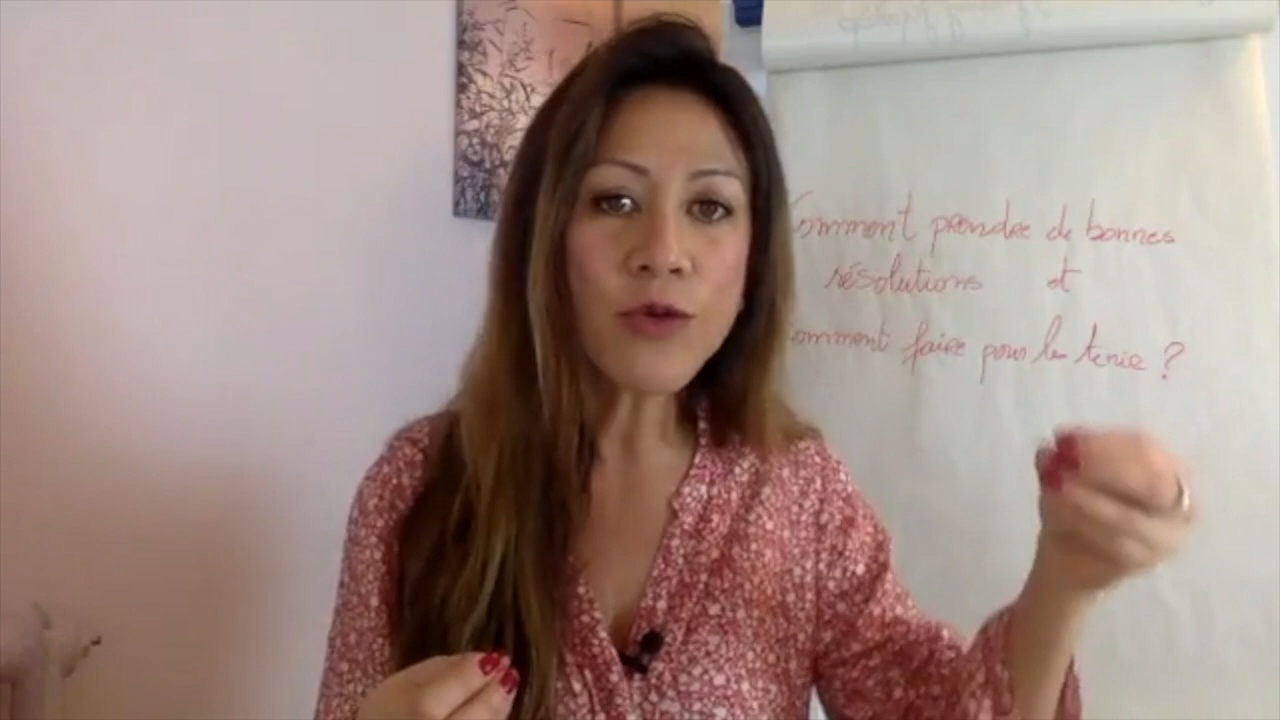 omment prendre de bonnes
résolutions et
omment faire pour les tenir ?